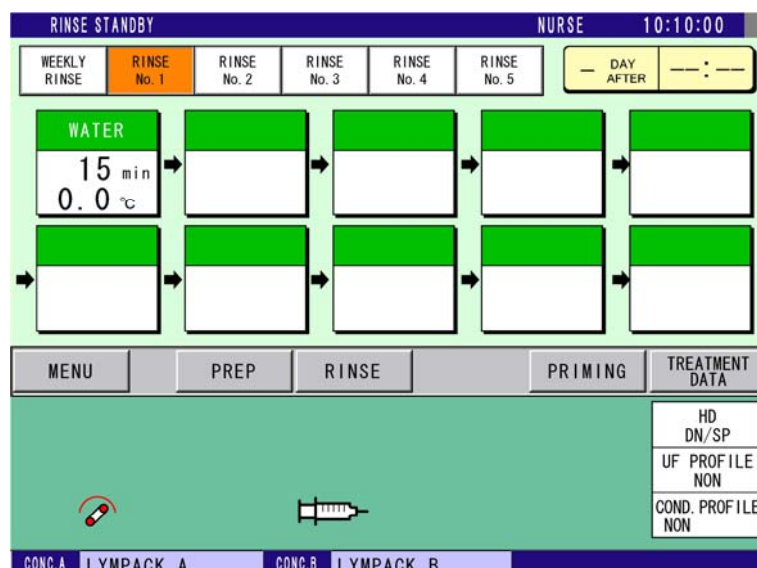 RINSE STANDBY NURSE 10:10:00
WEEKLY RINSE
RINSE No. 1
RINSE No. 2
RINSE No. 3
RINSE No. 4
RINSE No. 5
– DAY AFTER
––:––
WATER
15 min
0.0 ℃
MENU PREP RINSE PRIMING TREATMENT DATA
HD
DN/SP
UF PROFILE
NON
COND. PROFILE
NON
CONC A LYMPACK A CONC B LYMPACK B